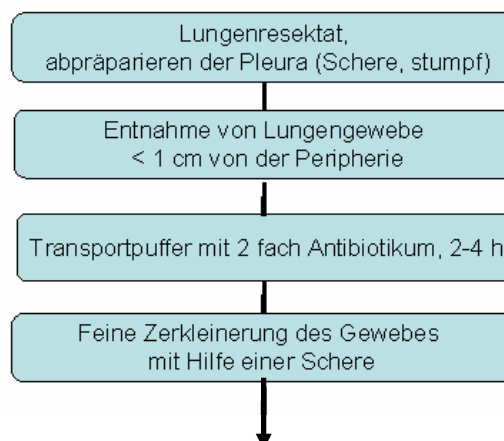 Lungenresektat,
abpräparieren der Pleura (Schere, stumpf)
Entnahme von Lungengewebe
< 1 cm von der Peripherie
Transportpuffer mit 2 fach Antibiotikum, 2-4 h
Feine Zerkleinerung des Gewebes
mit Hilfe einer Schere